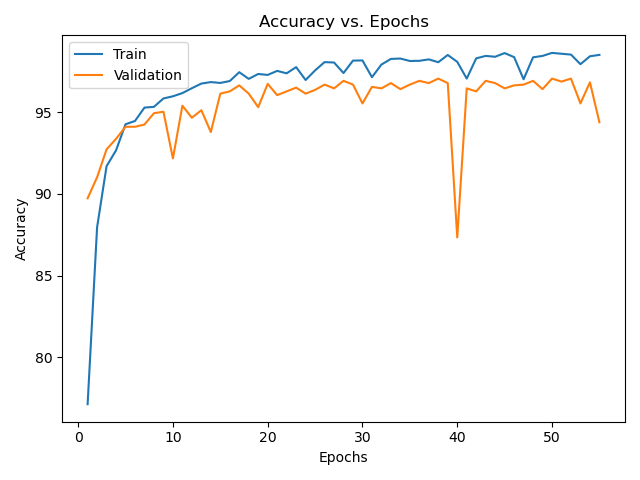 Accuracy vs. Epochs
Train
Validation
Accuracy
95
90
85
80
0 10 20 30 40 50
Epochs